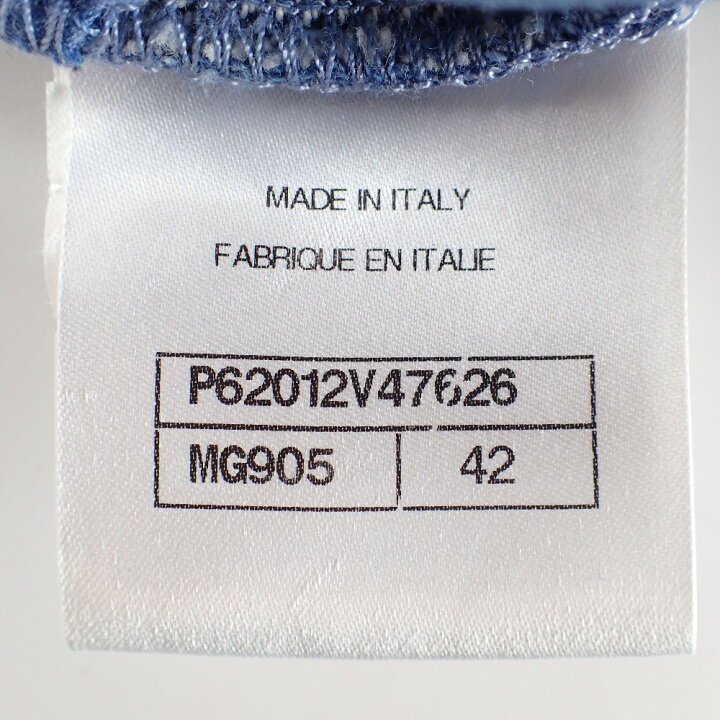 MADE IN ITALY
FABRIQUE EN ITALIE
P62012V47626
MG905 42